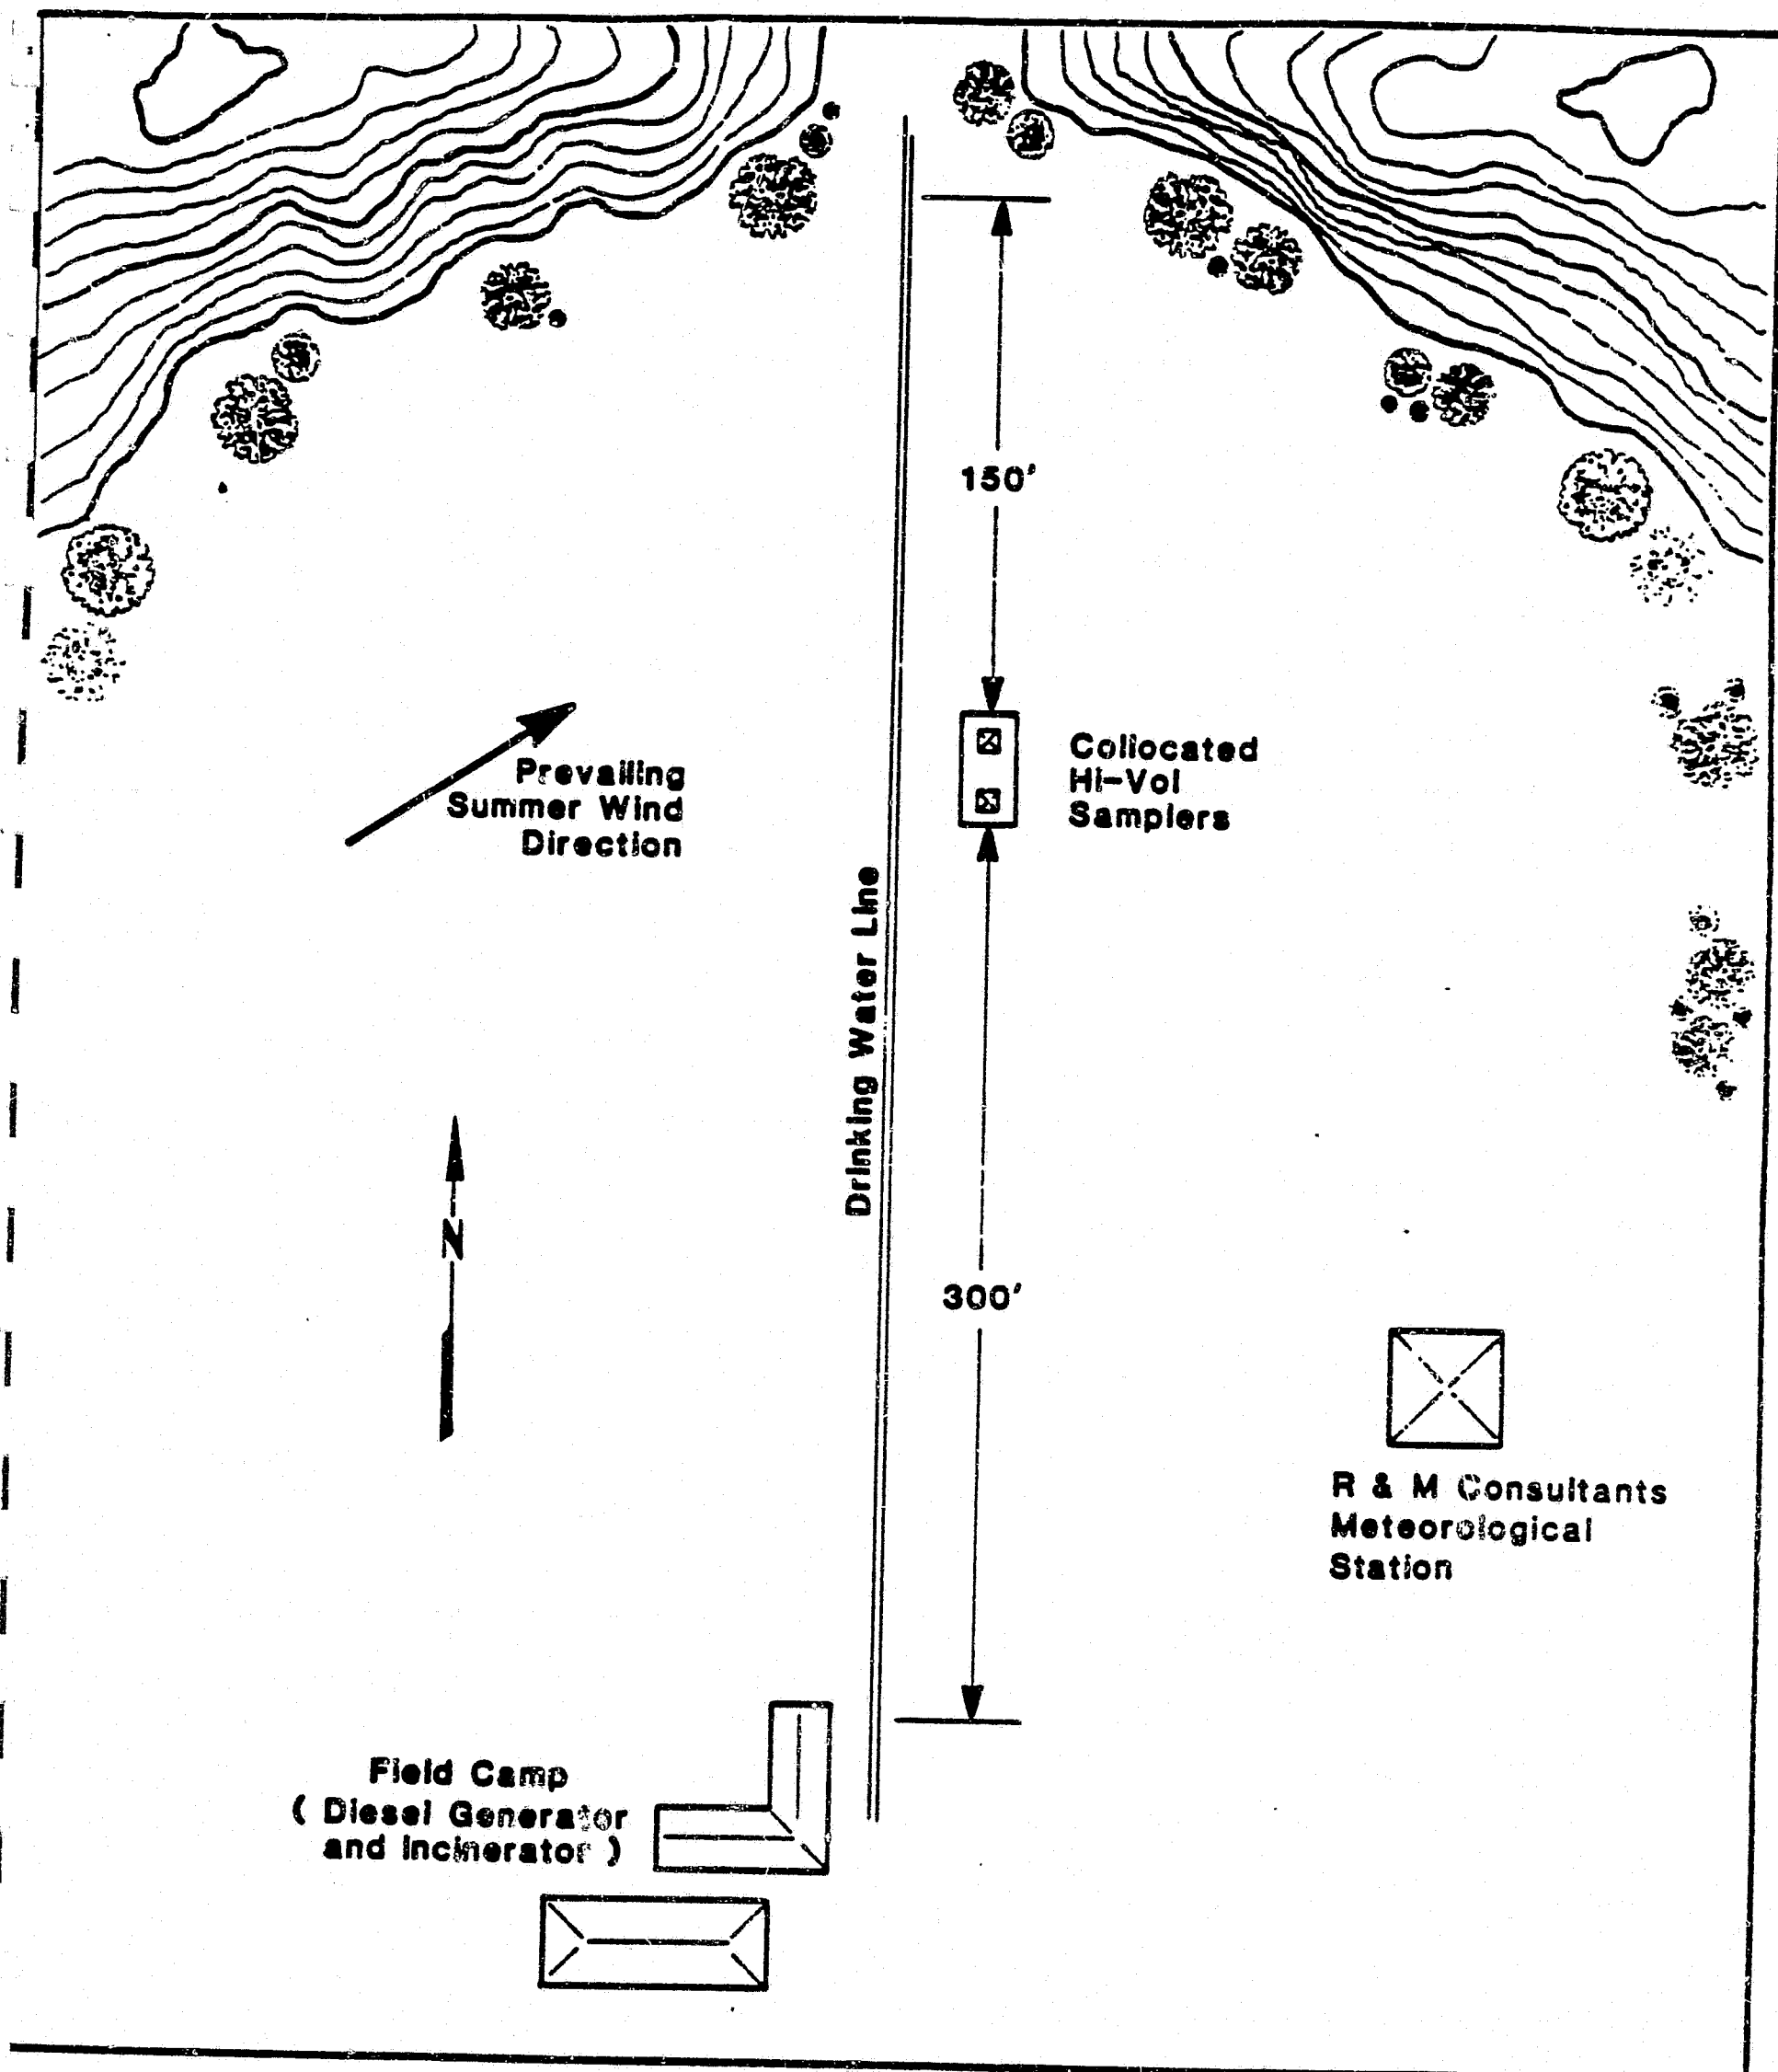 150'
Collocated
Hi-Vol
Samplers
Prevailing
Summer Wind
Direction
Drinking Water Line
N
300'
R & M Consultants
Meteorological
Station
Field Camp
( Diesel Generator
and Incinerator )